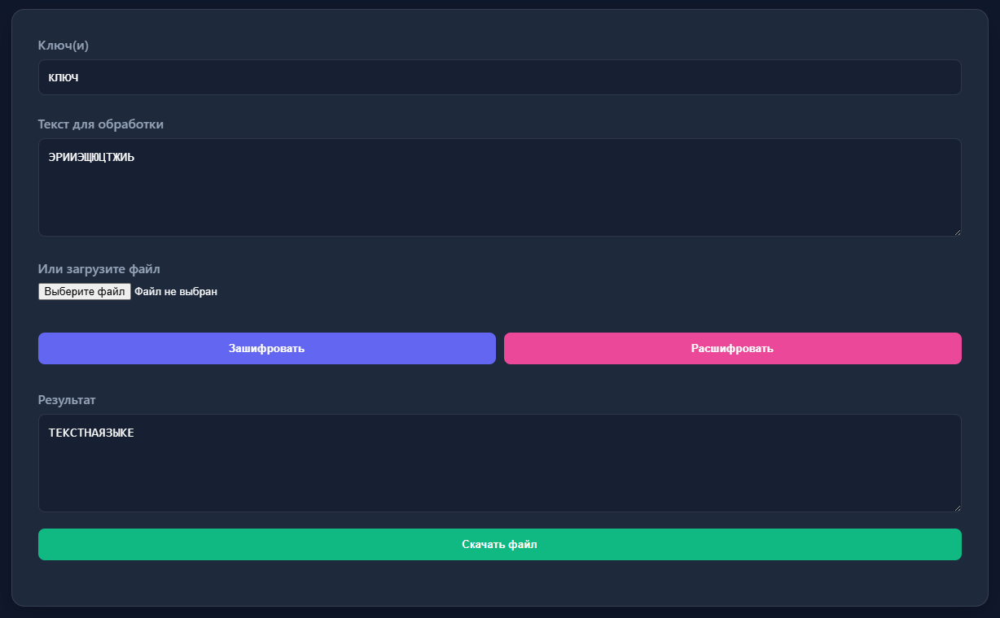 Ключ(и)
КЛЮЧ
Текст для обработки
ЭРИИЭЩЮЦТЖИЬ
Или загрузите файл
Выберите файл Файл не выбран
Зашифровать
Расшифровать
Результат
ТЕКСТНАЯЗЫКЕ
Скачать файл